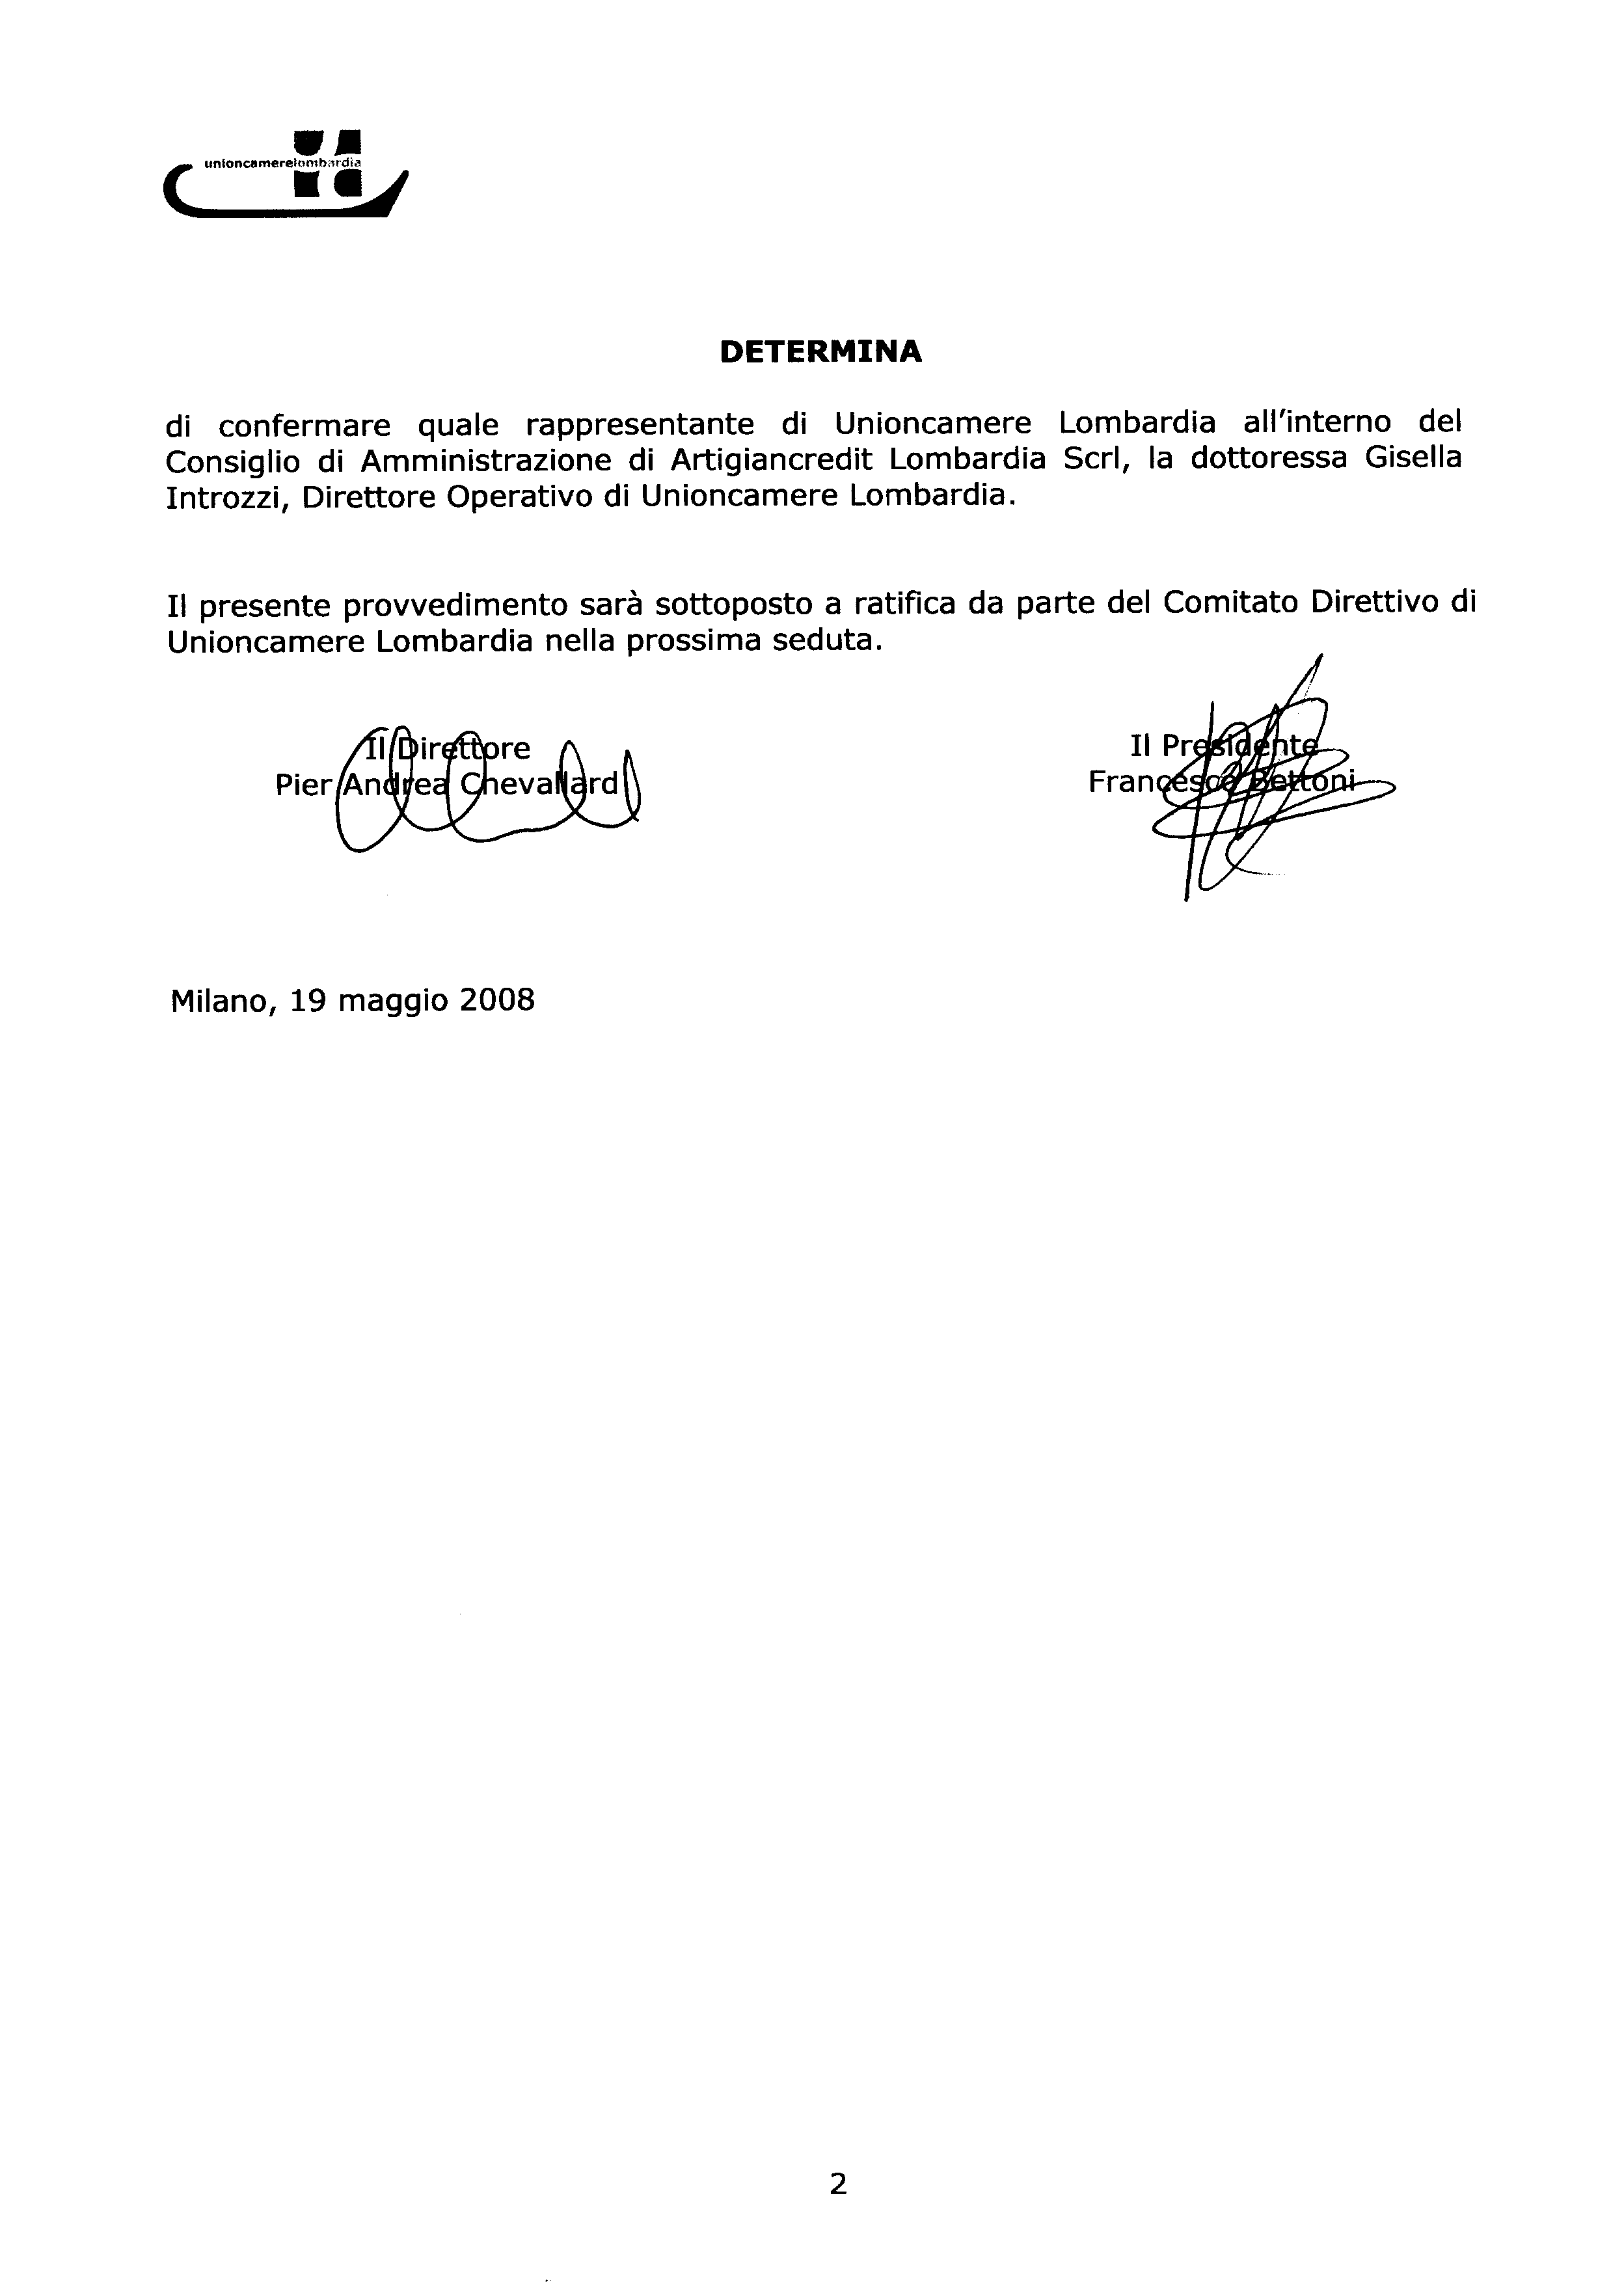 unioncamerelombardia
DETERMINA
di confermare quale rappresentante di Unioncamere Lombardia all'interno del
Consiglio di Amministrazione di Artigiancredit Lombardia Scrl, la dottoressa Gisella
Introzzi, Direttore Operativo di Unioncamere Lombardia.
Il presente provvedimento sarà sottoposto a ratifica da parte del Comitato Direttivo di
Unioncamere Lombardia nella prossima seduta.
Il Direttore
Pier Andrea Chevallard
Il Presidente
Francesco Bettoni
Milano, 19 maggio 2008
2